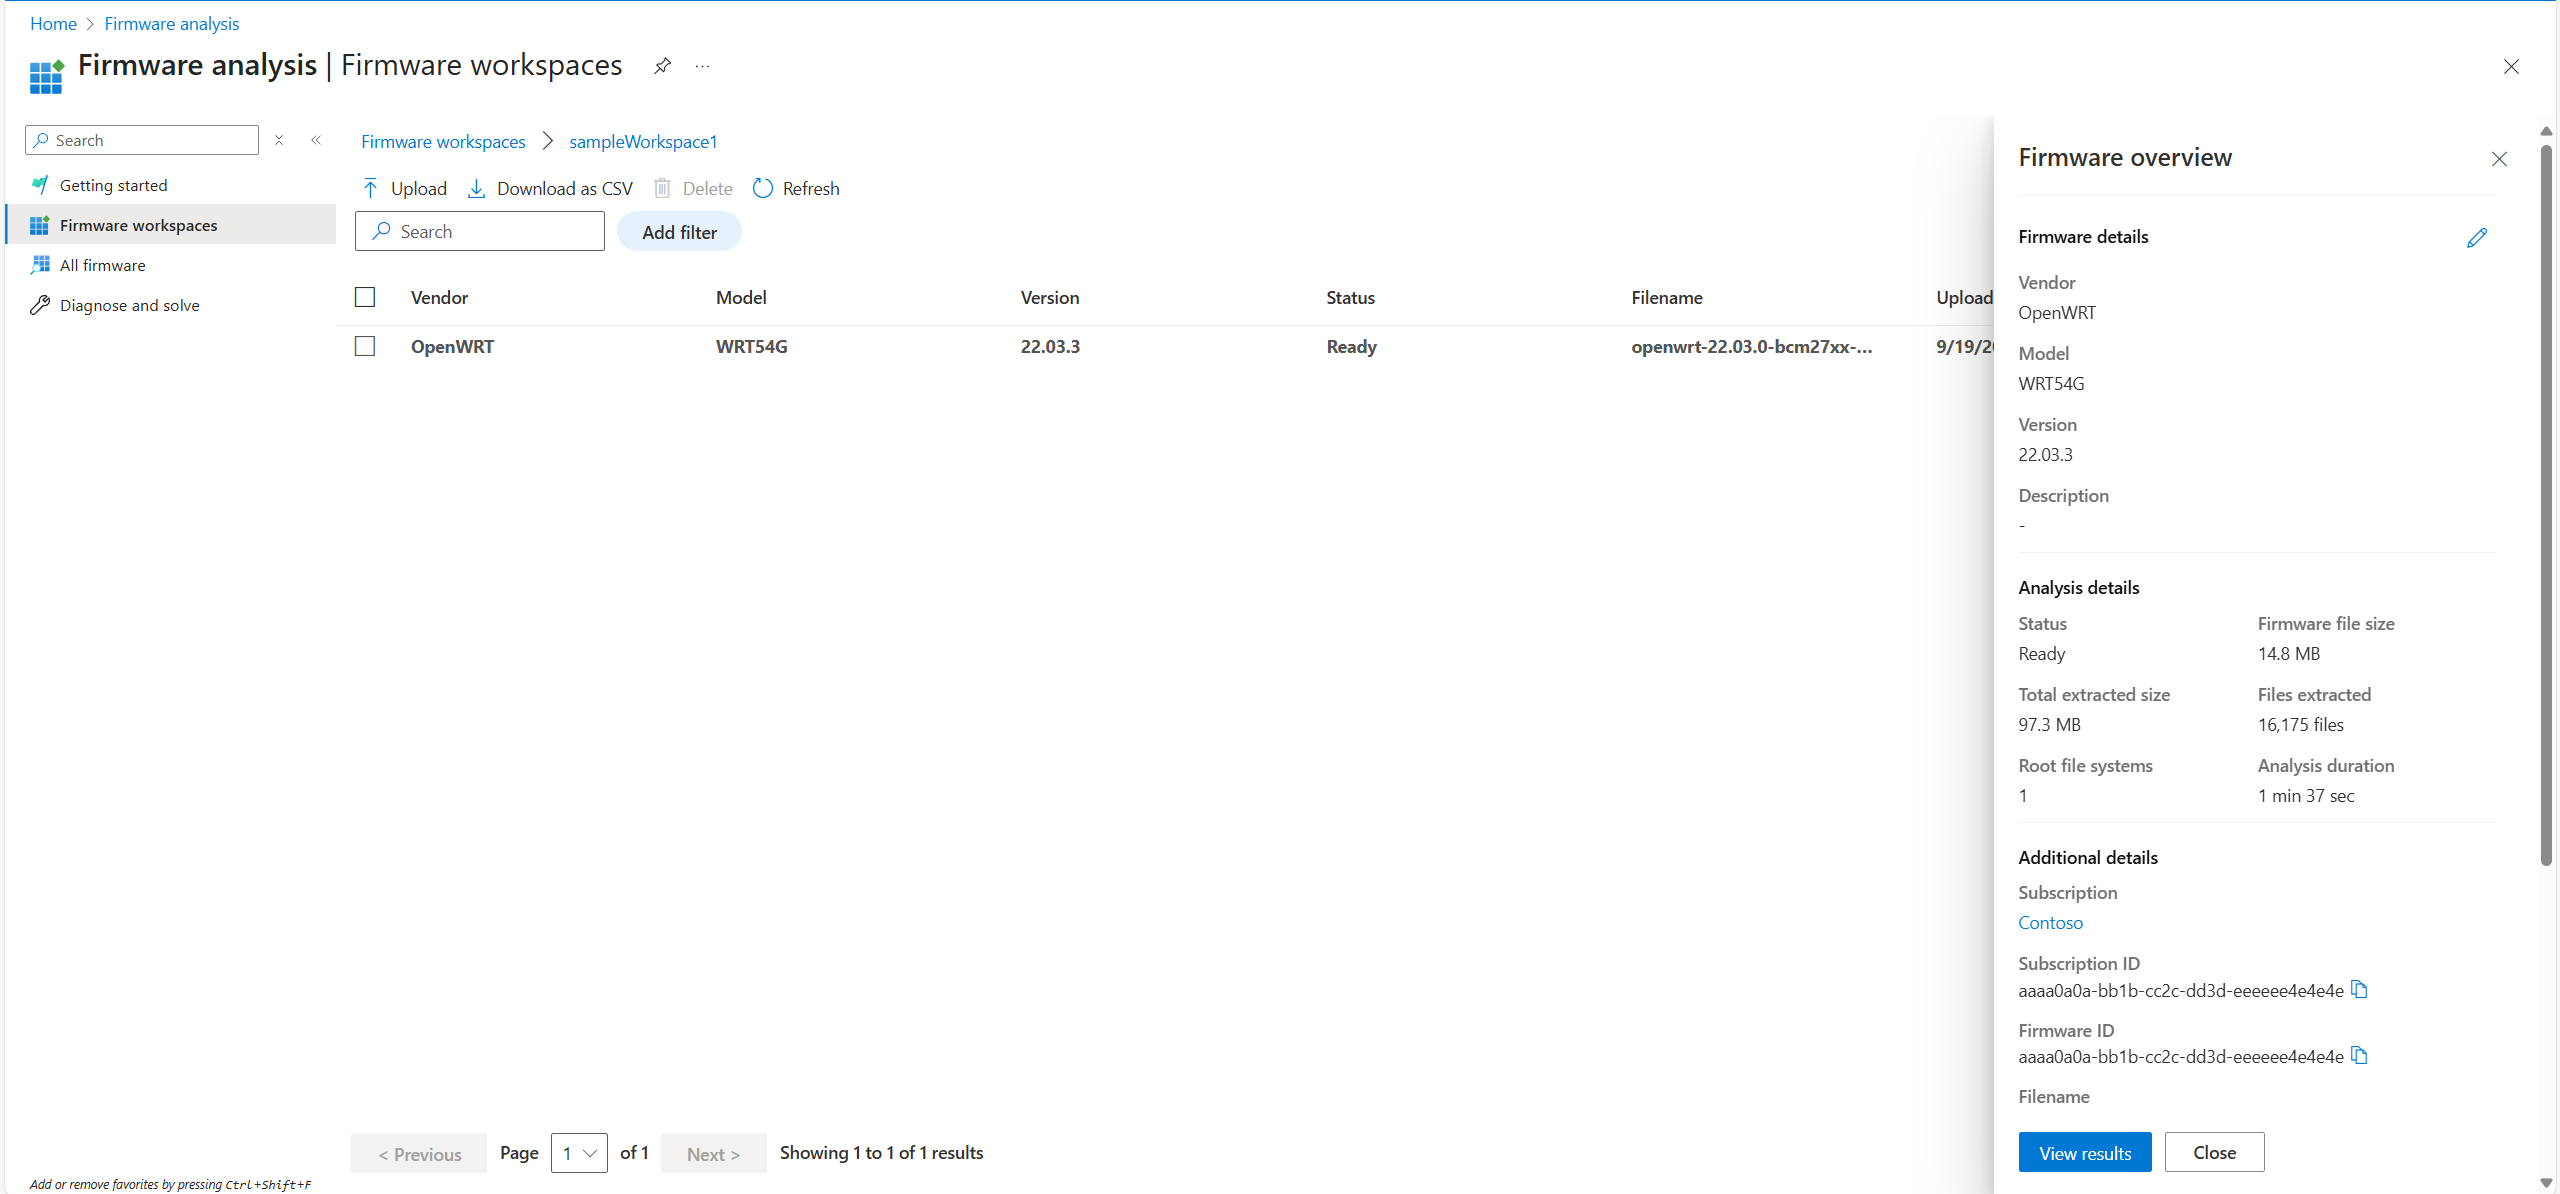 Home > Firmware analysis
Firmware analysis | Firmware workspaces
Search
Getting started
Firmware workspaces
All firmware
Diagnose and solve
Firmware workspaces > sampleWorkspace1
Upload Download as CSV Delete Refresh
Search Add filter
Vendor Model Version Status Filename Upload
OpenWRT WRT54G 22.03.3 Ready openwrt-22.03.0-bcm27xx-... 9/19/20
< Previous Page 1 of 1 Next > Showing 1 to 1 of 1 results
Add or remove favorites by pressing Ctrl+Shift+F
Firmware overview
Firmware details
Vendor
OpenWRT
Model
WRT54G
Version
22.03.3
Description
-
Analysis details
Status Firmware file size
Ready 14.8 MB
Total extracted size Files extracted
97.3 MB 16,175 files
Root file systems Analysis duration
1 1 min 37 sec
Additional details
Subscription
Contoso
Subscription ID
aaaa0a0a-bb1b-cc2c-dd3d-eeeeee4e4e4e
Firmware ID
aaaa0a0a-bb1b-cc2c-dd3d-eeeeee4e4e4e
Filename
View results Close